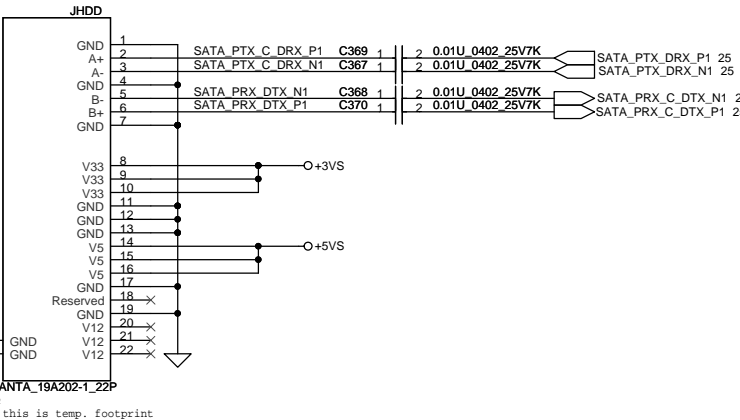 JHDD
GND 1
A+ 2 SATA_PTX_C_DRX_P1 C369 1 2 0.01U_0402_25V7K SATA_PTX_DRX_P1 25
A- 3 SATA_PTX_C_DRX_N1 C367 1 2 0.01U_0402_25V7K SATA_PTX_DRX_N1 25
GND 4
B- 5 SATA_PRX_DTX_N1 C368 1 2 0.01U_0402_25V7K SATA_PRX_C_DTX_N1 2
B+ 6 SATA_PRX_DTX_P1 C370 1 2 0.01U_0402_25V7K SATA_PRX_C_DTX_P1 2
GND 7
V33 8 +3VS
V33 9
V33 10
GND 11
GND 12
GND 13
V5 14 +5VS
V5 15
V5 16
GND 17
Reserved 18
GND 19
V12 20
GND V12 21
GND V12 22
ANTA_19A202-1_22P
this is temp. footprint